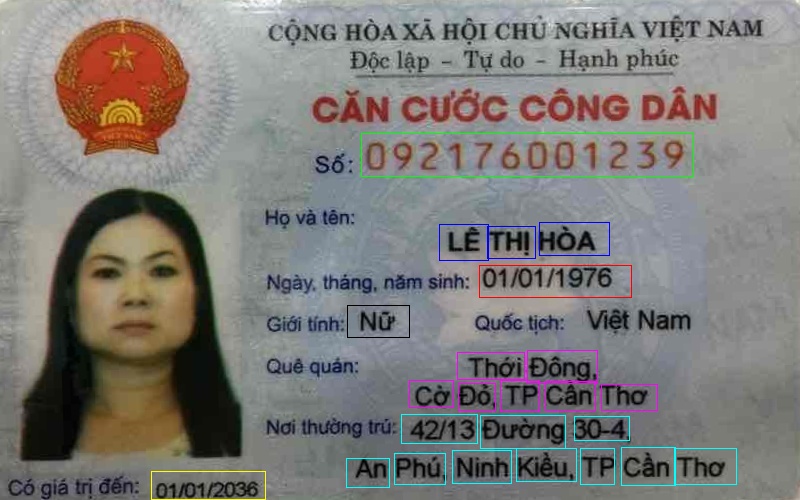 CỘNG HÒA XÃ HỘI CHỦ NGHĨA VIỆT NAM
Độc lập - Tự do - Hạnh phúc
CĂN CƯỚC CÔNG DÂN
Số: 092176001239
Họ và tên:
LÊ THỊ HÒA
Ngày, tháng, năm sinh: 01/01/1976
Giới tính: Nữ Quốc tịch: Việt Nam
Quê quán: Thới Đông,
Cờ Đỏ, TP Cần Thơ
Nơi thường trú: 42/13 Đường 30-4,
An Phú, Ninh Kiều, TP Cần Thơ
Có giá trị đến: 01/01/2036